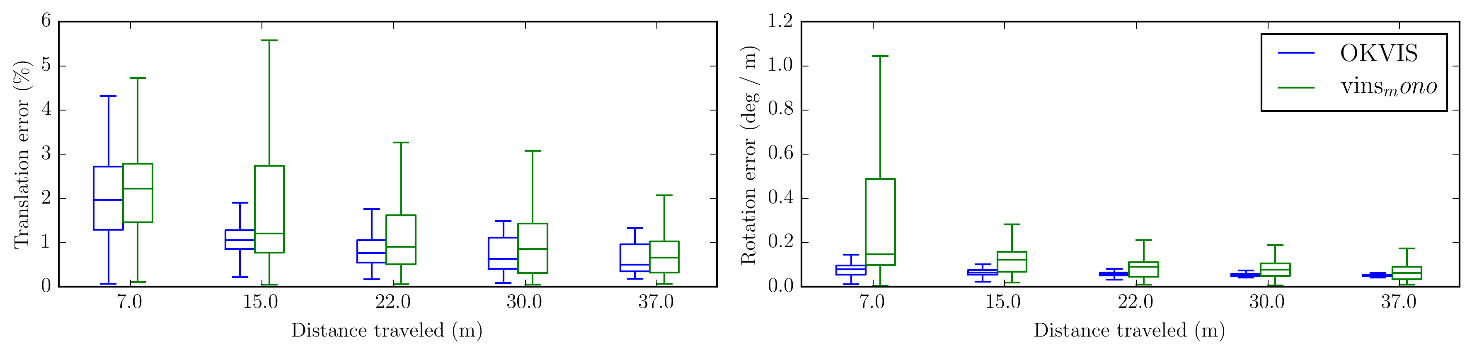 Translation error (%)
6
5
4
3
2
1
0
7.0 15.0 22.0 30.0 37.0
Distance traveled (m)
Rotation error (deg / m)
1.2
1.0
0.8
0.6
0.4
0.2
0.0
7.0 15.0 22.0 30.0 37.0
Distance traveled (m)
OKVIS
vinsₘono